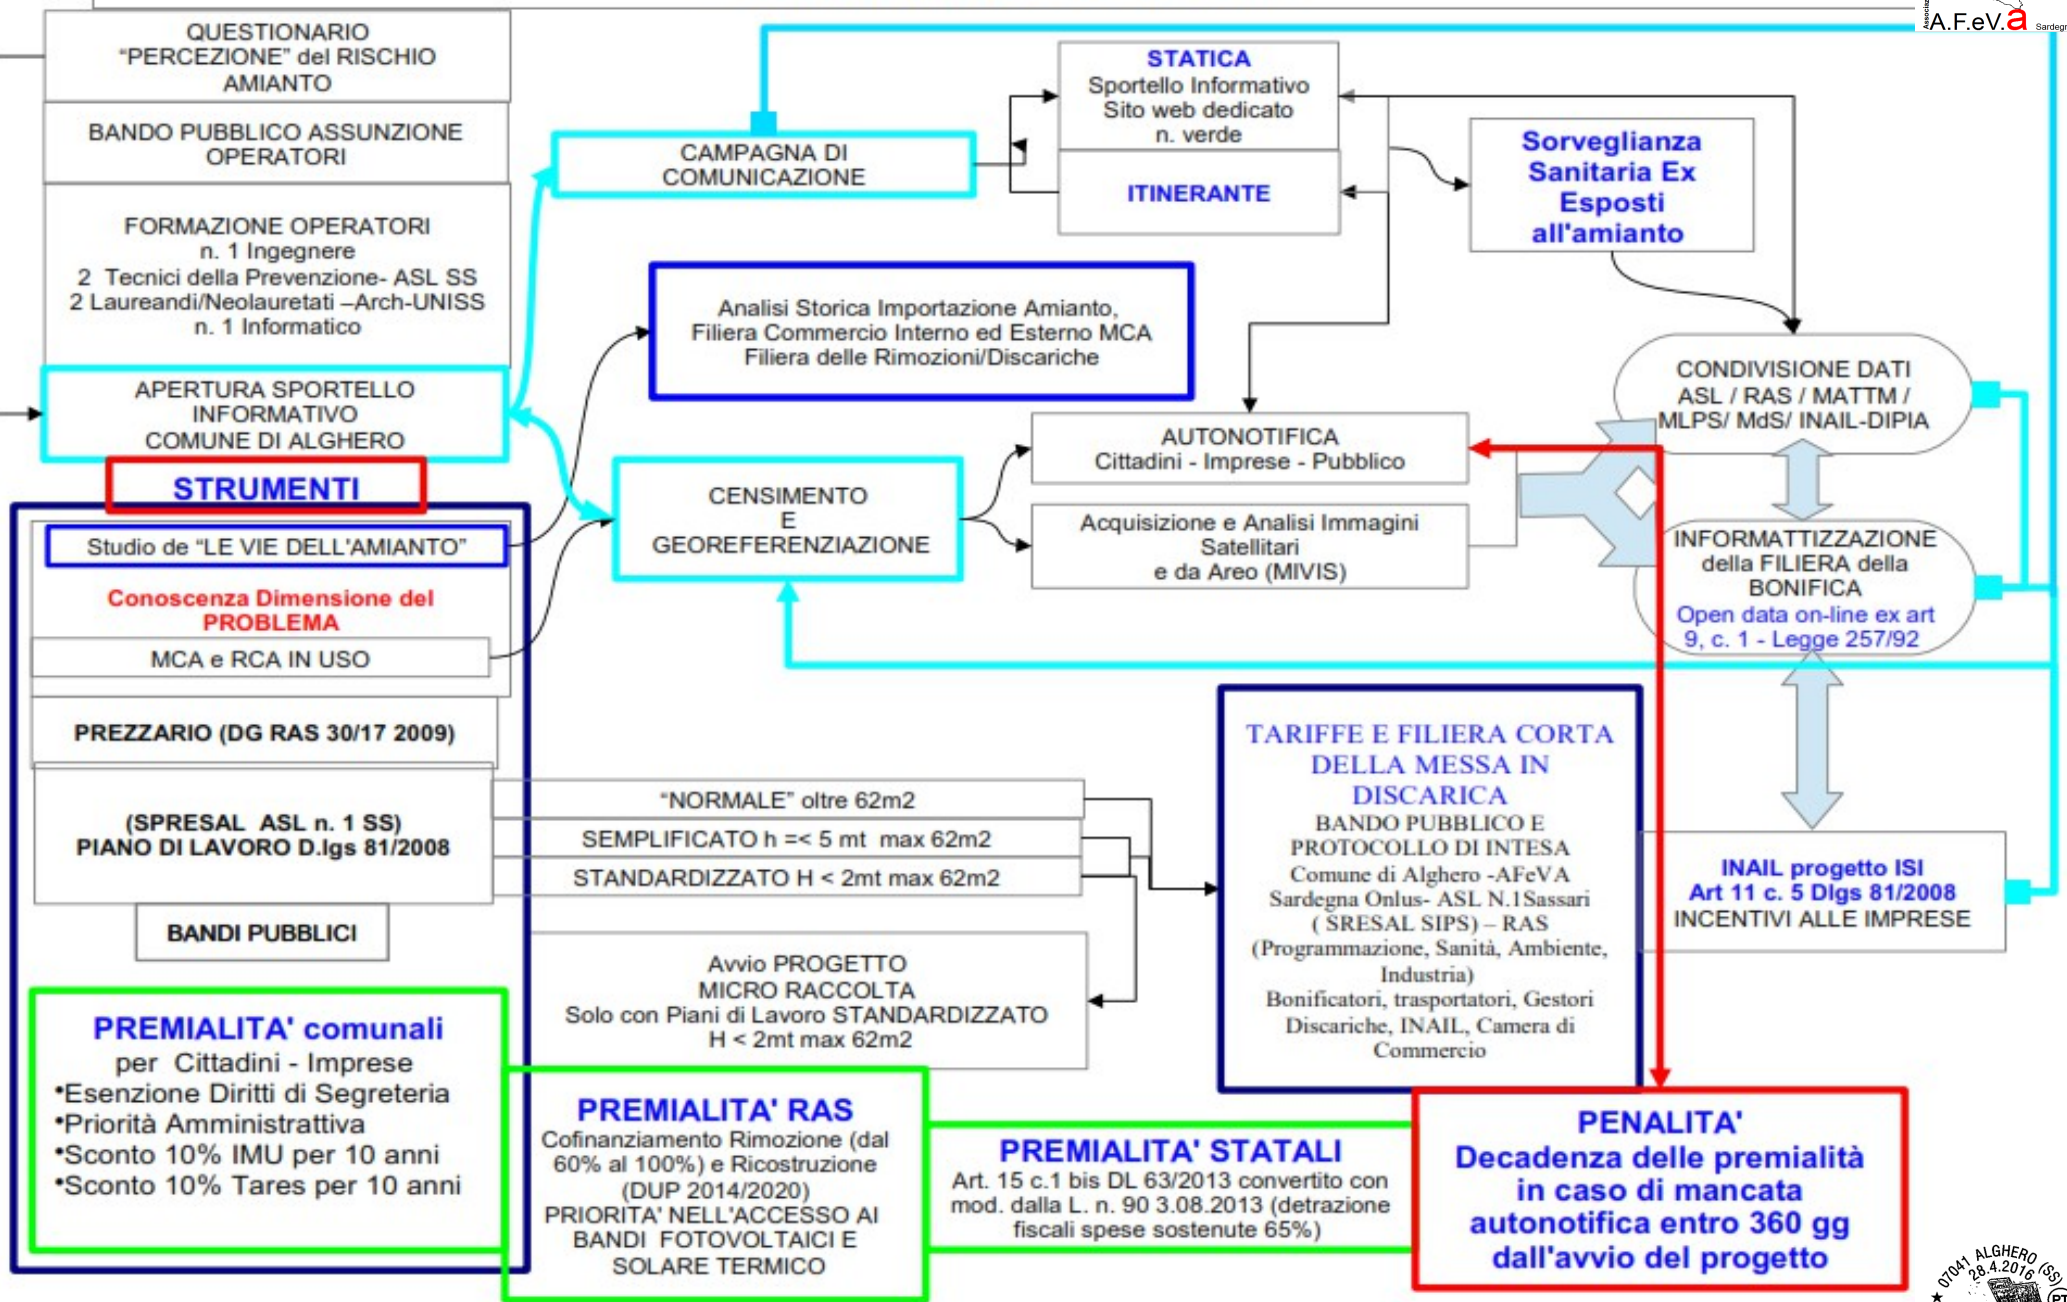 Associaz
A.F.eV.a Sardegn
QUESTIONARIO
“PERCEZIONE” del RISCHIO
AMIANTO
BANDO PUBBLICO ASSUNZIONE
OPERATORI
FORMAZIONE OPERATORI
n. 1 Ingegnere
2 Tecnici della Prevenzione- ASL SS
2 Laureandi/Neolauretati –Arch-UNISS
n. 1 Informatico
APERTURA SPORTELLO
INFORMATIVO
COMUNE DI ALGHERO
CAMPAGNA DI
COMUNICAZIONE
STATICA
Sportello Informativo
Sito web dedicato
n. verde
ITINERANTE
Sorveglianza
Sanitaria Ex
Esposti
all'amianto
Analisi Storica Importazione Amianto,
Filiera Commercio Interno ed Esterno MCA
Filiera delle Rimozioni/Discariche
CONDIVISIONE DATI
ASL / RAS / MATTM /
MLPS/ MdS/ INAIL-DIPIA
AUTONOTIFICA
Cittadini - Imprese - Pubblico
CENSIMENTO
E
GEOREFERENZIAZIONE
Acquisizione e Analisi Immagini
Satellitari
e da Areo (MIVIS)
INFORMATTIZZAZIONE
della FILIERA della
BONIFICA
Open data on-line ex art
9, c. 1 - Legge 257/92
STRUMENTI
Studio de “LE VIE DELL'AMIANTO”
Conoscenza Dimensione del
PROBLEMA
MCA e RCA IN USO
PREZZARIO (DG RAS 30/17 2009)
(SPRESAL ASL n. 1 SS)
PIANO DI LAVORO D.lgs 81/2008
“NORMALE” oltre 62m2
SEMPLIFICATO h =< 5 mt max 62m2
STANDARDIZZATO H < 2mt max 62m2
BANDI PUBBLICI
Avvio PROGETTO
MICRO RACCOLTA
Solo con Piani di Lavoro STANDARDIZZATO
H < 2mt max 62m2
TARIFFE E FILIERA CORTA
DELLA MESSA IN
DISCARICA
BANDO PUBBLICO E
PROTOCOLLO DI INTESA
Comune di Alghero -AFeVA
Sardegna Onlus- ASL N.1Sassari
( SRESAL SIPS) – RAS
(Programmazione, Sanità, Ambiente,
Industria)
Bonificatori, trasportatori, Gestori
Discariche, INAIL, Camera di
Commercio
INAIL progetto ISI
Art 11 c. 5 Dlgs 81/2008
INCENTIVI ALLE IMPRESE
PREMIALITA' comunali
per Cittadini - Imprese
•Esenzione Diritti di Segreteria
•Priorità Amministrattiva
•Sconto 10% IMU per 10 anni
•Sconto 10% Tares per 10 anni
PREMIALITA' RAS
Cofinanziamento Rimozione (dal
60% al 100%) e Ricostruzione
(DUP 2014/2020)
PRIORITA' NELL'ACCESSO AI
BANDI FOTOVOLTAICI E
SOLARE TERMICO
PREMIALITA' STATALI
Art. 15 c.1 bis DL 63/2013 convertito con
mod. dalla L. n. 90 3.08.2013 (detrazione
fiscali spese sostenute 65%)
PENALITA'
Decadenza delle premialità
in caso di mancata
autonotifica entro 360 gg
dall'avvio del progetto
07041 ALGHERO (SS)
28.4.2016